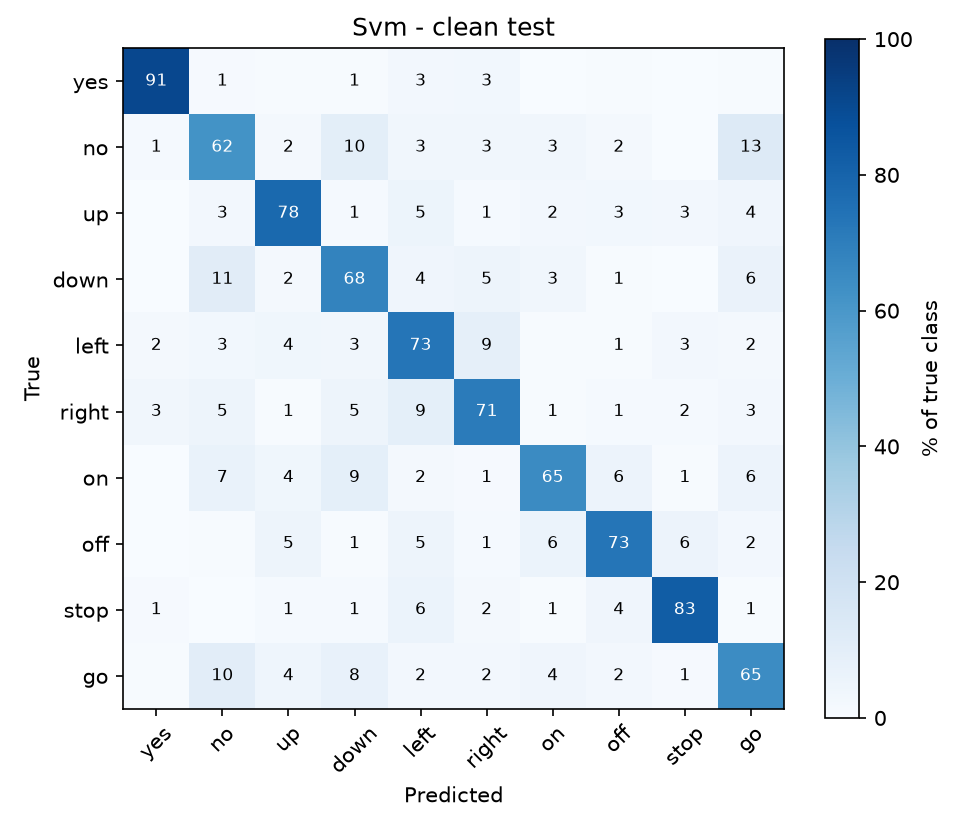 Svm - clean test
yes 91 1 1 3 3
no 1 62 2 10 3 3 3 2 13
up 3 78 1 5 1 2 3 3 4
down 11 2 68 4 5 3 1 6
left 2 3 4 3 73 9 1 3 2
right 3 5 1 5 9 71 1 1 2 3
on 7 4 9 2 1 65 6 1 6
off 5 1 5 1 6 73 6 2
stop 1 1 1 6 2 1 4 83 1
go 10 4 8 2 2 4 2 1 65
yes no up down left right on off stop go
Predicted
True
100
80
60
40
20
0
% of true class